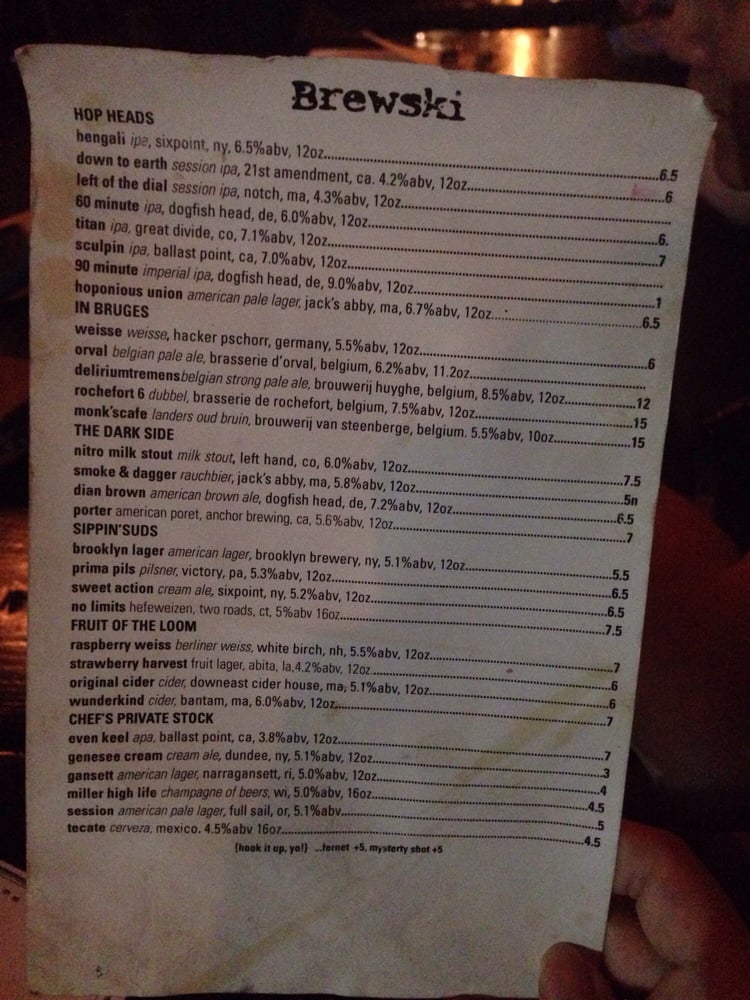 Brewski
HOP HEADS
bengali ipa, sixpoint, ny, 6.5%abv, 12oz..........6.5
down to earth session ipa, 21st amendment, ca. 4.2%abv, 12oz..........6
left of the dial session ipa, notch, ma, 4.3%abv, 12oz..........
60 minute ipa, dogfish head, de, 6.0%abv, 12oz..........6.
titan ipa, great divide, co, 7.1%abv, 12oz..........7
sculpin ipa, ballast point, ca, 7.0%abv, 12oz..........
90 minute imperial ipa, dogfish head, de, 9.0%abv, 12oz..........1
hoponious union american pale lager, jack's abby, ma, 6.7%abv, 12oz..........6.5
IN BRUGES
weisse weisse, hacker pschorr, germany, 5.5%abv, 12oz..........6
orval belgian pale ale, brasserie d'orval, belgium, 6.2%abv, 11.2oz..........
deliriumtremens belgian strong pale ale, brouwerij huyghe, belgium, 8.5%abv, 12oz..........12
rochefort 6 dubbel, brasserie de rochefort, belgium, 7.5%abv, 12oz..........15
monk'scafe landers oud bruin, brouwerij van steenberge, belgium. 5.5%abv, 10oz..........15
THE DARK SIDE
nitro milk stout milk stout, left hand, co, 6.0%abv, 12oz..........7.5
smoke & dagger rauchbier, jack's abby, ma, 5.8%abv, 12oz..........5n
dian brown american brown ale, dogfish head, de, 7.2%abv, 12oz..........6.5
porter american poret, anchor brewing, ca, 5.6%abv, 12oz..........7
SIPPIN'SUDS
brooklyn lager american lager, brooklyn brewery, ny, 5.1%abv, 12oz..........5.5
prima pils pilsner, victory, pa, 5.3%abv, 12oz..........6.5
sweet action cream ale, sixpoint, ny, 5.2%abv, 12oz..........6.5
no limits hefeweizen, two roads, ct, 5%abv 16oz..........7.5
FRUIT OF THE LOOM
raspberry weiss berliner weiss, white birch, nh, 5.5%abv, 12oz..........7
strawberry harvest fruit lager, abita, la,4.2%abv, 12oz..........6
original cider cider, downeast cider house, ma, 5.1%abv, 12oz..........6
wunderkind cider, bantam, ma, 6.0%abv, 12oz..........7
CHEF'S PRIVATE STOCK
even keel apa, ballast point, ca, 3.8%abv, 12oz..........7
genesee cream cream ale, dundee, ny, 5.1%abv, 12oz..........3
gansett american lager, narragansett, ri, 5.0%abv, 12oz..........4
miller high life champagne of beers, wi, 5.0%abv, 16oz..........4.5
session american pale lager, full sail, or, 5.1%abv..........5
tecate cerveza, mexico. 4.5%abv 16oz..........4.5
{hook it up, yo!} ...fernet +5, mysterty shot +5